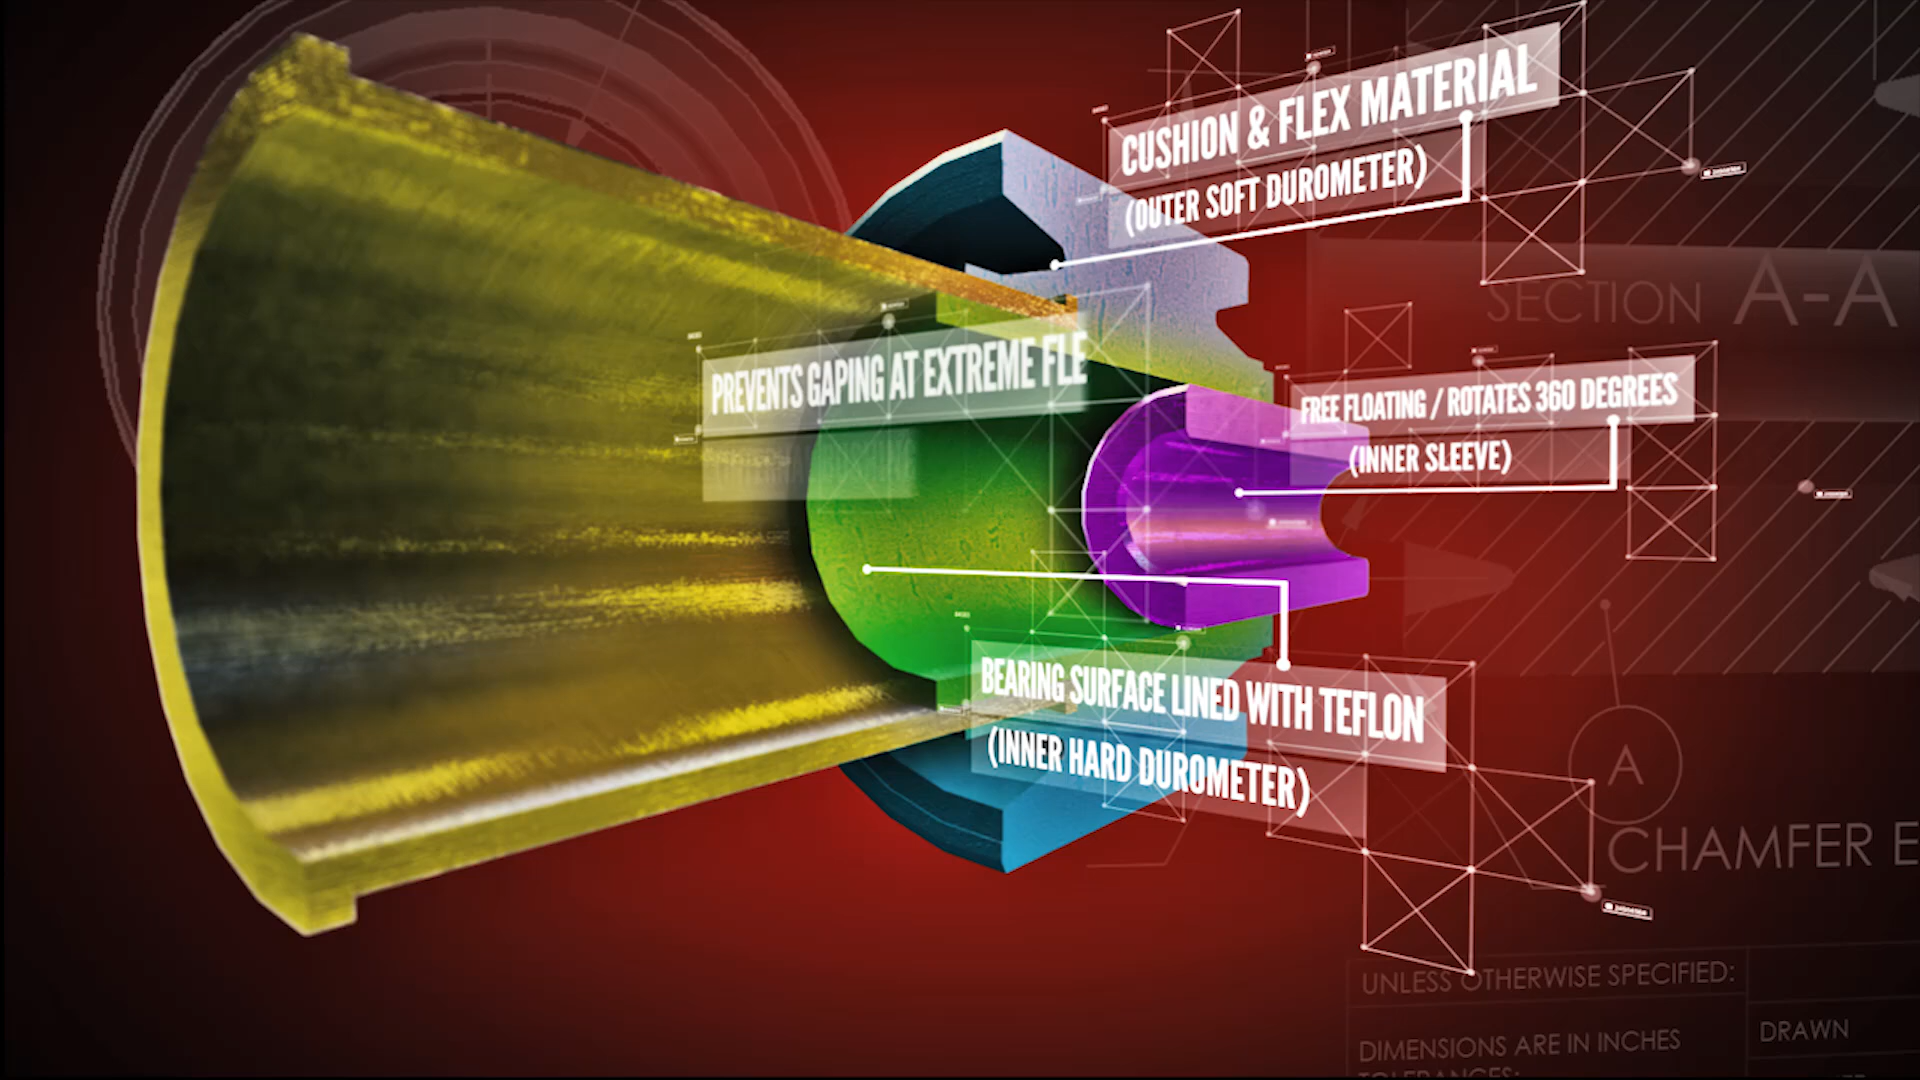 CUSHION & FLEX MATERIAL
(OUTER SOFT DUROMETER)
SECTION A-A
PREVENTS GAPING AT EXTREME FLE
FREE FLOATING / ROTATES 360 DEGREES
(INNER SLEEVE)
BEARING SURFACE LINED WITH TEFLON
(INNER HARD DUROMETER)
A
CHAMFER E
UNLESS OTHERWISE SPECIFIED:
DIMENSIONS ARE IN INCHES
DRAWN
TOLERANCES: